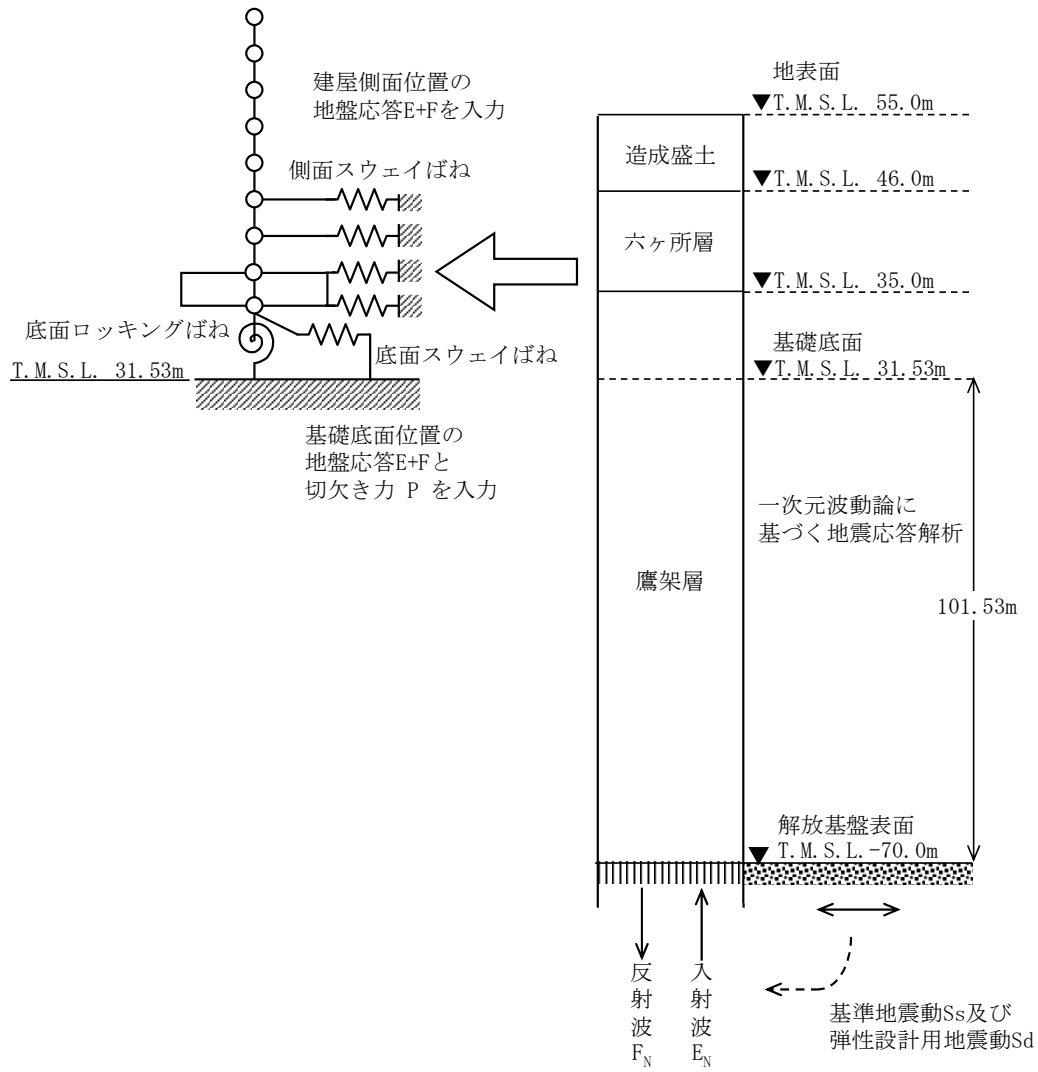 建屋側面位置の
地盤応答E+Fを入力
側面スウェイばね
底面ロッキングばね
底面スウェイばね
T.M.S.L. 31.53m
基礎底面位置の
地盤応答E+Fと
切欠き力 P を入力
地表面
▼T.M.S.L. 55.0m
造成盛土
▼T.M.S.L. 46.0m
六ヶ所層
▼T.M.S.L. 35.0m
基礎底面
▼T.M.S.L. 31.53m
一次元波動論に
基づく地震応答解析
鷹架層
101.53m
解放基盤表面
▼T.M.S.L.-70.0m
反射波FN
入射波EN
基準地震動Ss及び
弾性設計用地震動Sd